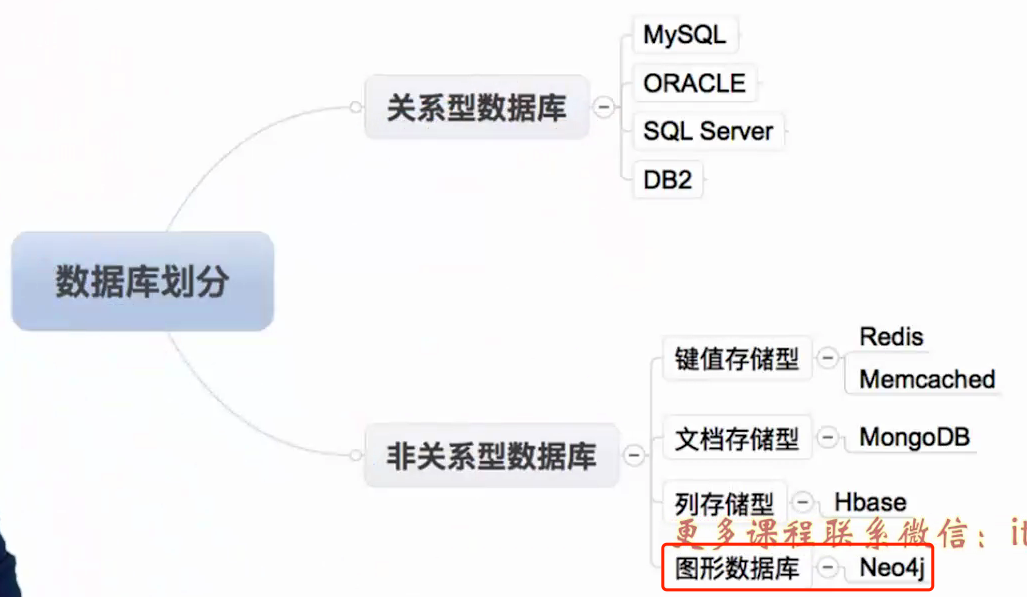 数据库划分
关系型数据库
MySQL
ORACLE
SQL Server
DB2
非关系型数据库
键值存储型
Redis
Memcached
文档存储型
MongoDB
列存储型
Hbase
更多课程联系微信：it
图形数据库
Neo4j